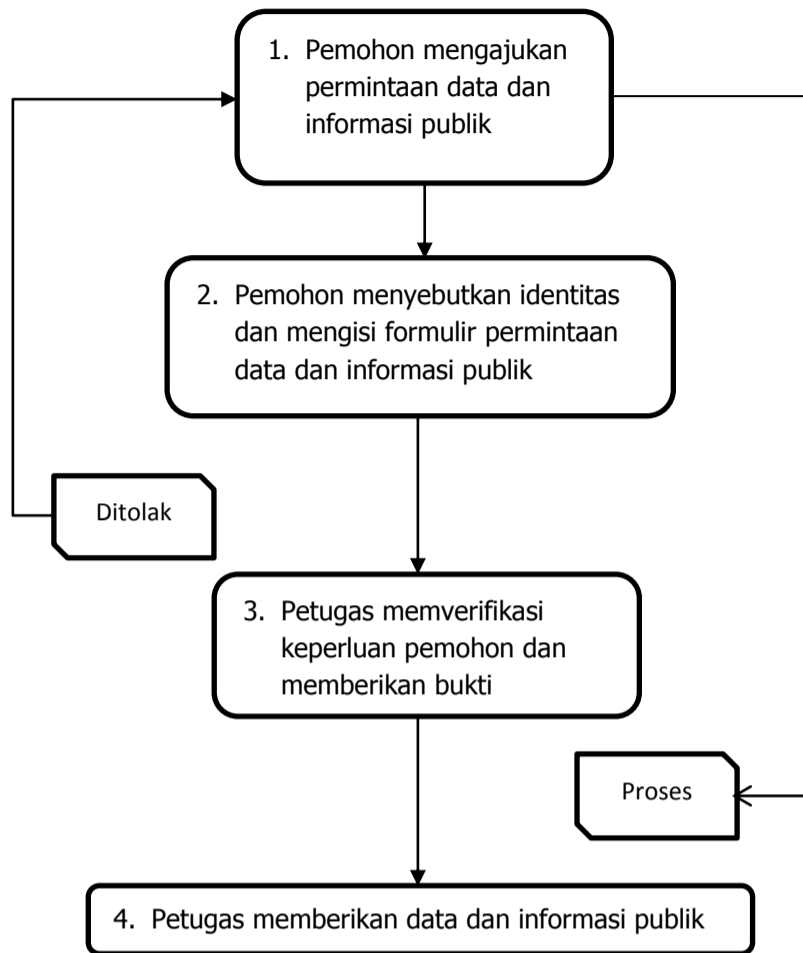 1. Pemohon mengajukan
permintaan data dan
informasi publik
2. Pemohon menyebutkan identitas
dan mengisi formulir permintaan
data dan informasi publik
Ditolak
3. Petugas memverifikasi
keperluan pemohon dan
memberikan bukti
Proses
4. Petugas memberikan data dan informasi publik